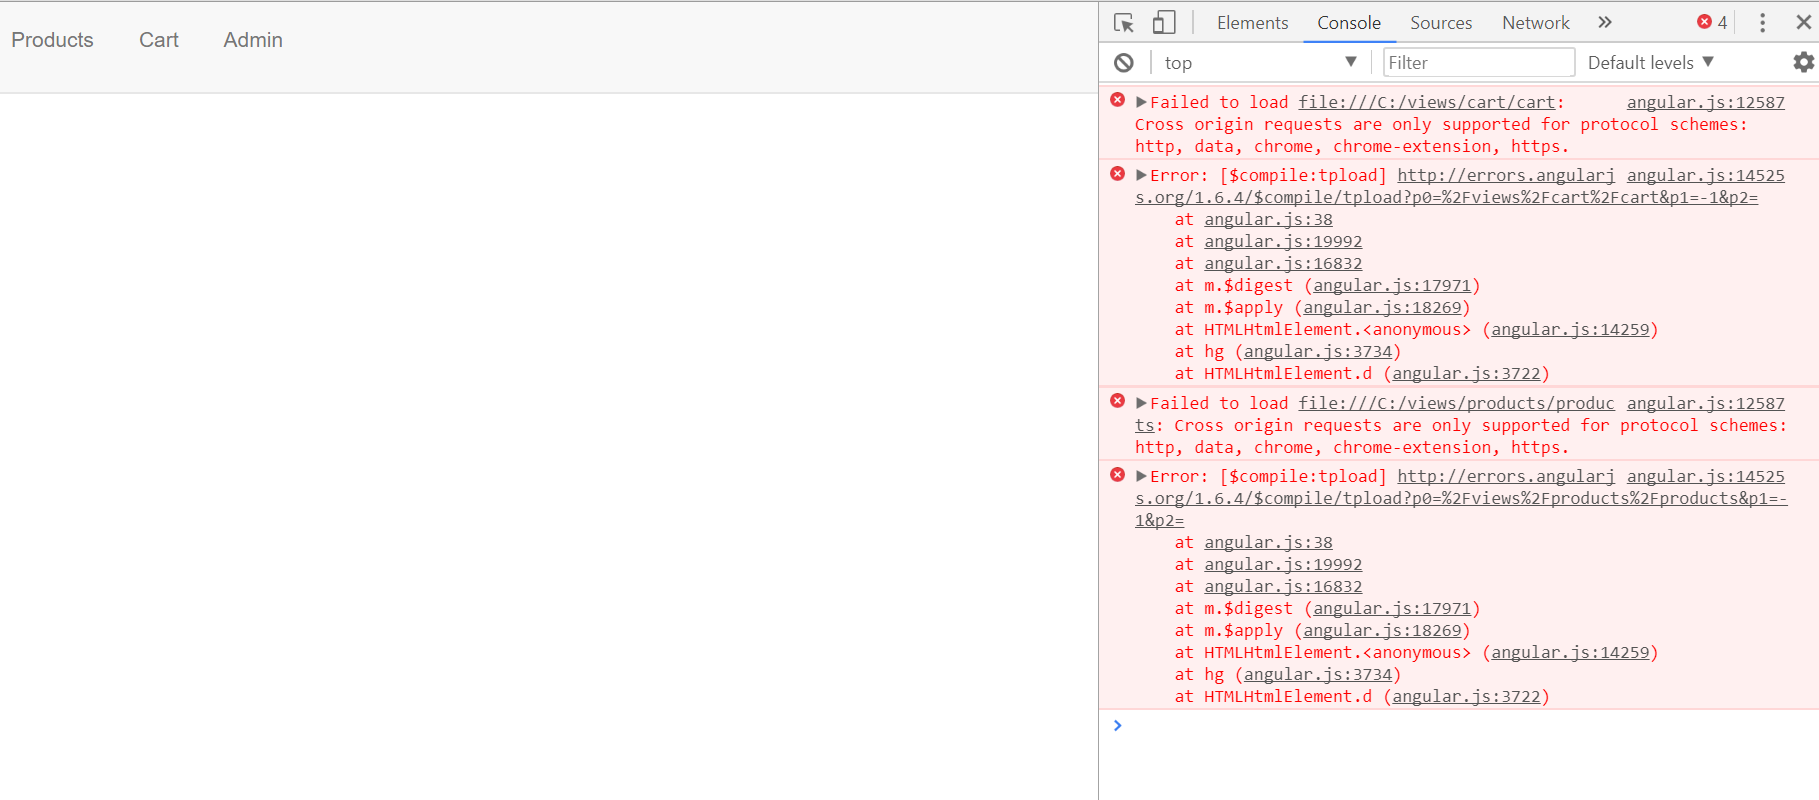 Products Cart Admin
Elements Console Sources Network 4
top Filter Default levels
Failed to load file:///C:/views/cart/cart: angular.js:12587
Cross origin requests are only supported for protocol schemes:
http, data, chrome, chrome-extension, https.
Error: [$compile:tpload] http://errors.angularj angular.js:14525
s.org/1.6.4/$compile/tpload?p0=%2Fviews%2Fcart%2Fcart&p1=-1&p2=
at angular.js:38
at angular.js:19992
at angular.js:16832
at m.$digest (angular.js:17971)
at m.$apply (angular.js:18269)
at HTMLHtmlElement.<anonymous> (angular.js:14259)
at hg (angular.js:3734)
at HTMLHtmlElement.d (angular.js:3722)
Failed to load file:///C:/views/products/produc angular.js:12587
ts: Cross origin requests are only supported for protocol schemes:
http, data, chrome, chrome-extension, https.
Error: [$compile:tpload] http://errors.angularj angular.js:14525
s.org/1.6.4/$compile/tpload?p0=%2Fviews%2Fproducts%2Fproducts&p1=-
1&p2=
at angular.js:38
at angular.js:19992
at angular.js:16832
at m.$digest (angular.js:17971)
at m.$apply (angular.js:18269)
at HTMLHtmlElement.<anonymous> (angular.js:14259)
at hg (angular.js:3734)
at HTMLHtmlElement.d (angular.js:3722)